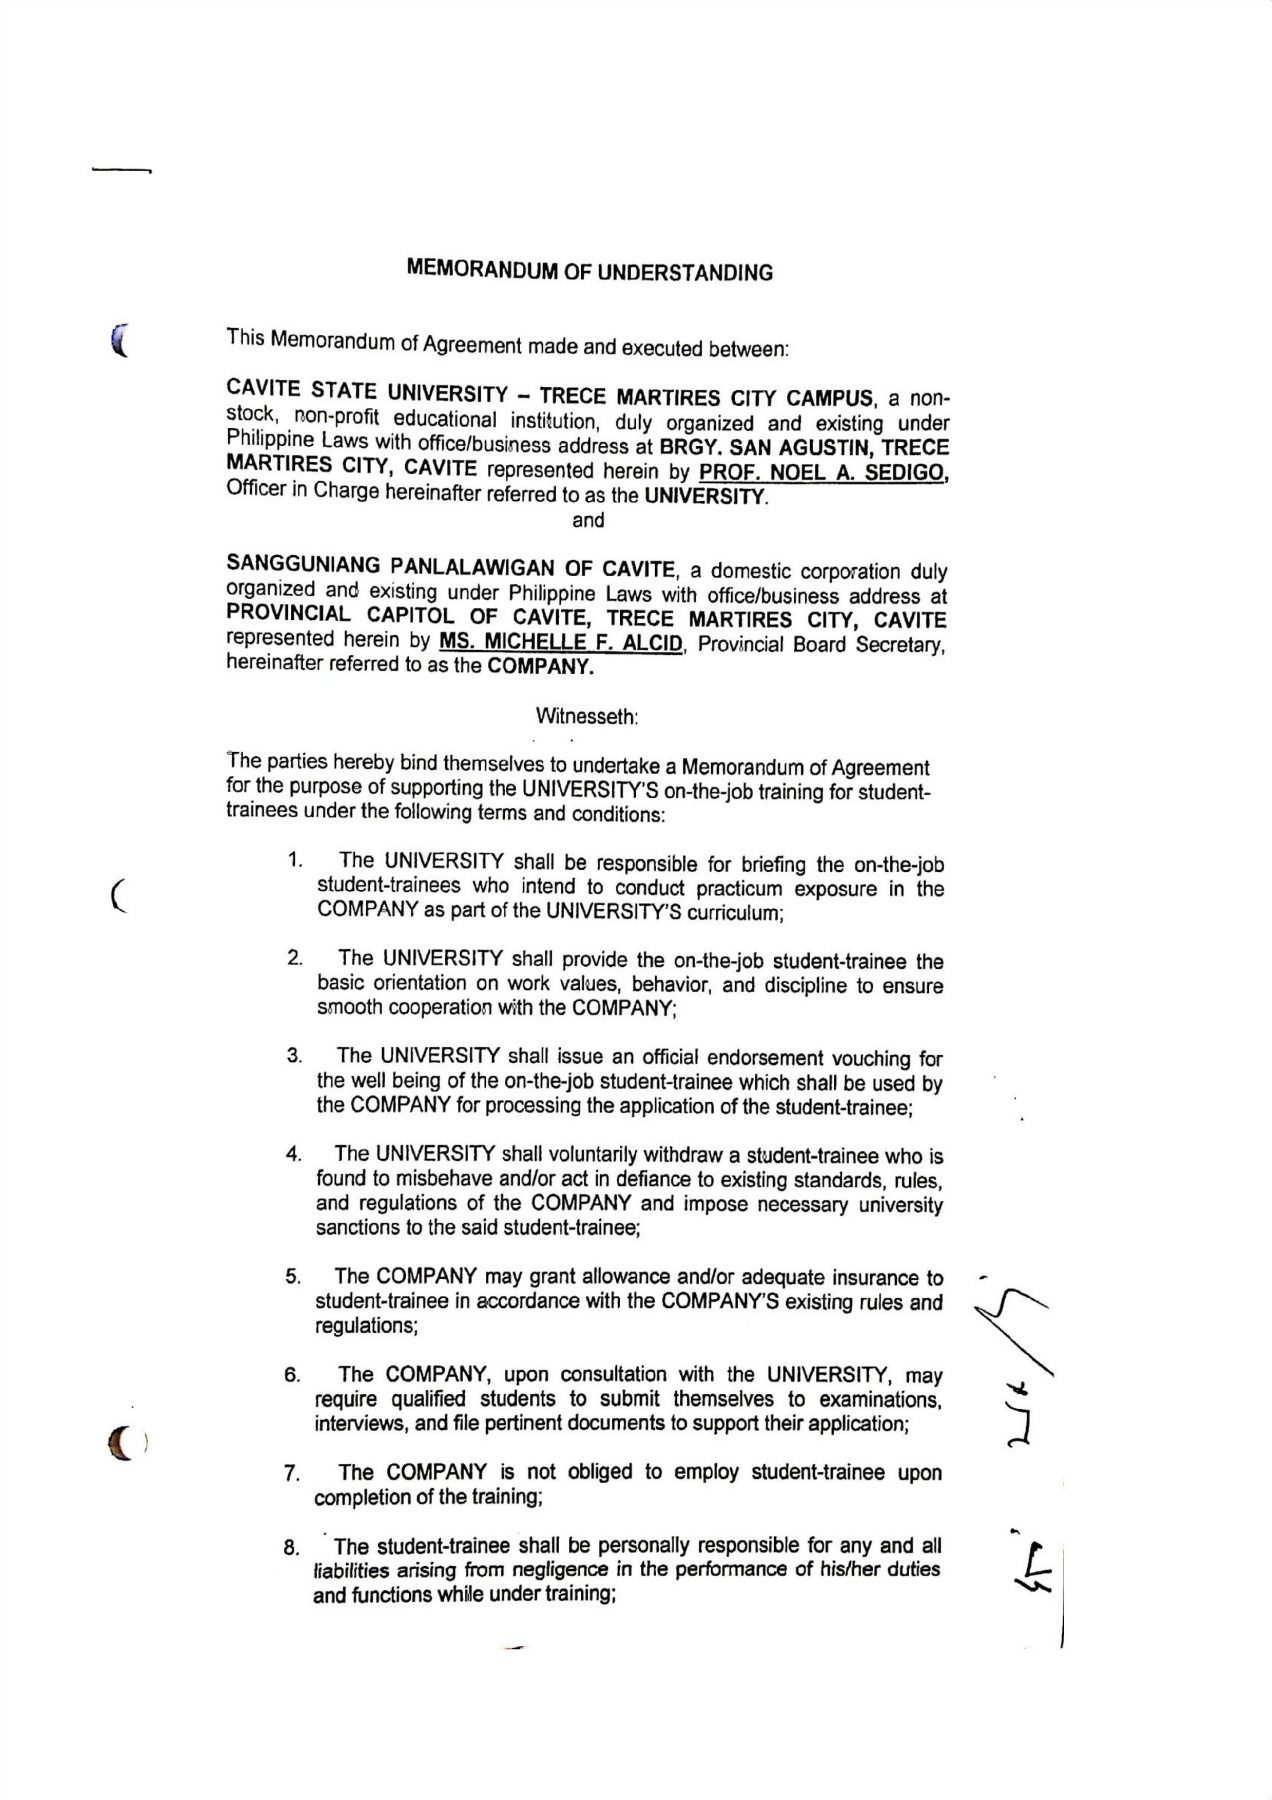 MEMORANDUM OF UNDERSTANDING
This Memorandum of Agreement made and executed between:
CAVITE STATE UNIVERSITY – TRECE MARTIRES CITY CAMPUS, a non-
stock, non-profit educational institution, duly organized and existing under
Philippine Laws with office/business address at BRGY. SAN AGUSTIN, TRECE
MARTIRES CITY, CAVITE represented herein by PROF. NOEL A. SEDIGO,
Officer in Charge hereinafter referred to as the UNIVERSITY.
and
SANGGUNIANG PANLALAWIGAN OF CAVITE, a domestic corporation duly
organized and existing under Philippine Laws with office/business address at
PROVINCIAL CAPITOL OF CAVITE, TRECE MARTIRES CITY, CAVITE
represented herein by MS. MICHELLE F. ALCID, Provincial Board Secretary,
hereinafter referred to as the COMPANY.
Witnesseth:
The parties hereby bind themselves to undertake a Memorandum of Agreement
for the purpose of supporting the UNIVERSITY'S on-the-job training for student-
trainees under the following terms and conditions:
1. The UNIVERSITY shall be responsible for briefing the on-the-job
student-trainees who intend to conduct practicum exposure in the
COMPANY as part of the UNIVERSITY'S curriculum;
2. The UNIVERSITY shall provide the on-the-job student-trainee the
basic orientation on work values, behavior, and discipline to ensure
smooth cooperation with the COMPANY;
3. The UNIVERSITY shall issue an official endorsement vouching for
the well being of the on-the-job student-trainee which shall be used by
the COMPANY for processing the application of the student-trainee;
4. The UNIVERSITY shall voluntarily withdraw a student-trainee who is
found to misbehave and/or act in defiance to existing standards, rules,
and regulations of the COMPANY and impose necessary university
sanctions to the said student-trainee;
5. The COMPANY may grant allowance and/or adequate insurance to
student-trainee in accordance with the COMPANY'S existing rules and
regulations;
6. The COMPANY, upon consultation with the UNIVERSITY, may
require qualified students to submit themselves to examinations,
interviews, and file pertinent documents to support their application;
7. The COMPANY is not obliged to employ student-trainee upon
completion of the training;
8. The student-trainee shall be personally responsible for any and all
liabilities arising from negligence in the performance of his/her duties
and functions while under training;